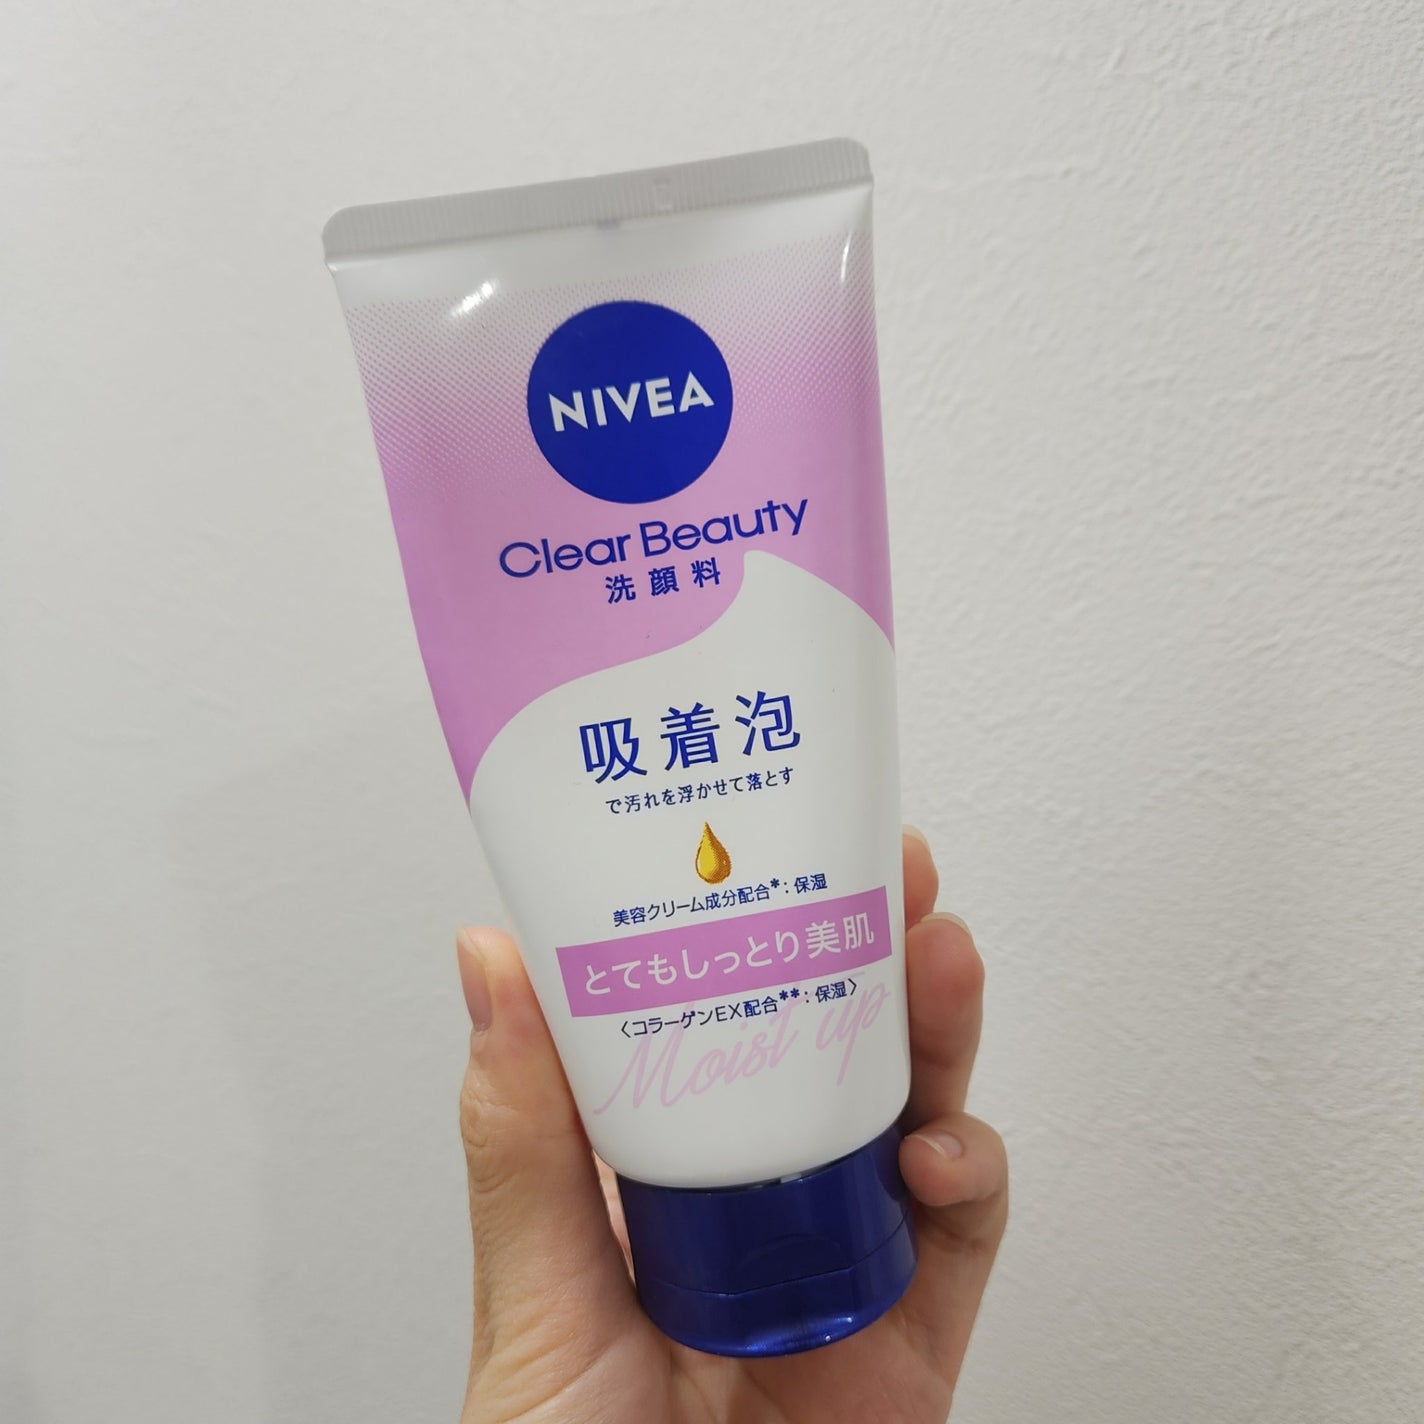 NIVEA
Clear Beauty
洗顔料
吸着泡
で汚れを浮かせて落とす
美容クリーム成分配合*:保湿
とてもしっとり美肌
〈コラーゲンEX配合**:保湿〉
Moist up